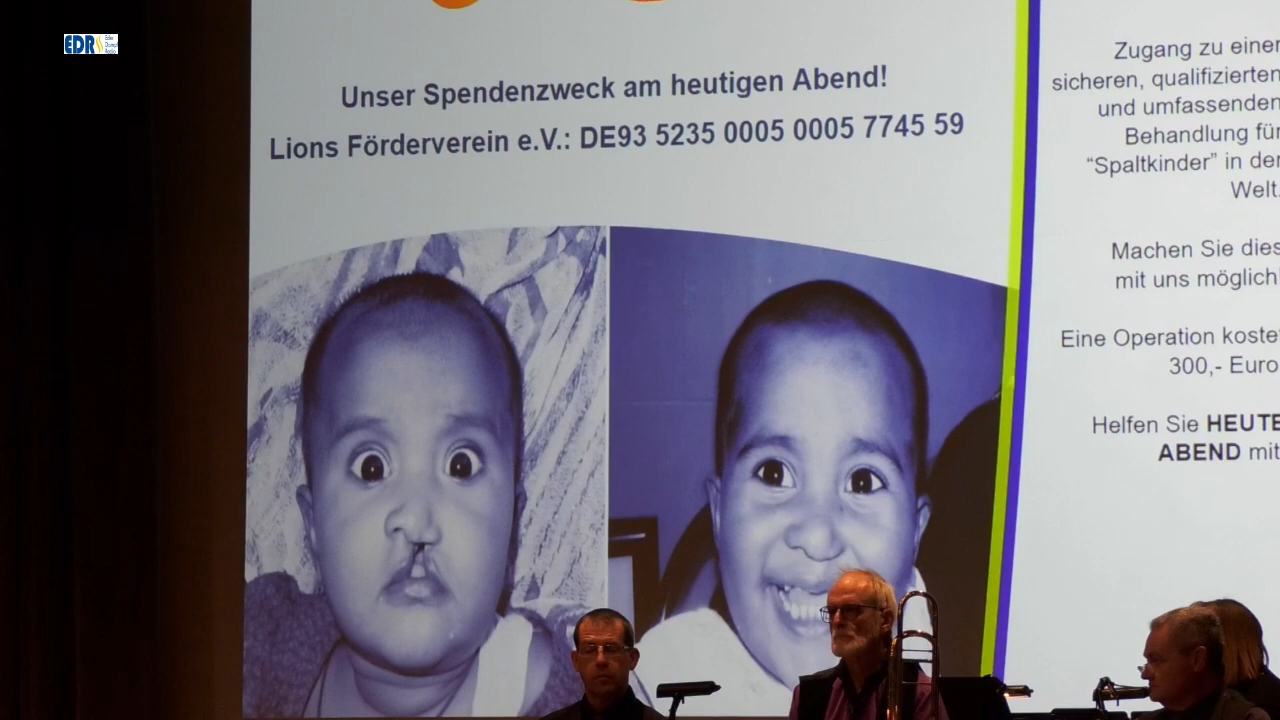 EDR
Unser Spendenzweck am heutigen Abend!
Lions Förderverein e.V.: DE93 5235 0005 0005 7745 59
Zugang zu einer
sicheren, qualifizierten
und umfassenden
Behandlung für
“Spaltkinder” in der
Welt.
Machen Sie dies
mit uns möglich!
Eine Operation kostet
300,- Euro
Helfen Sie HEUTE
ABEND mit